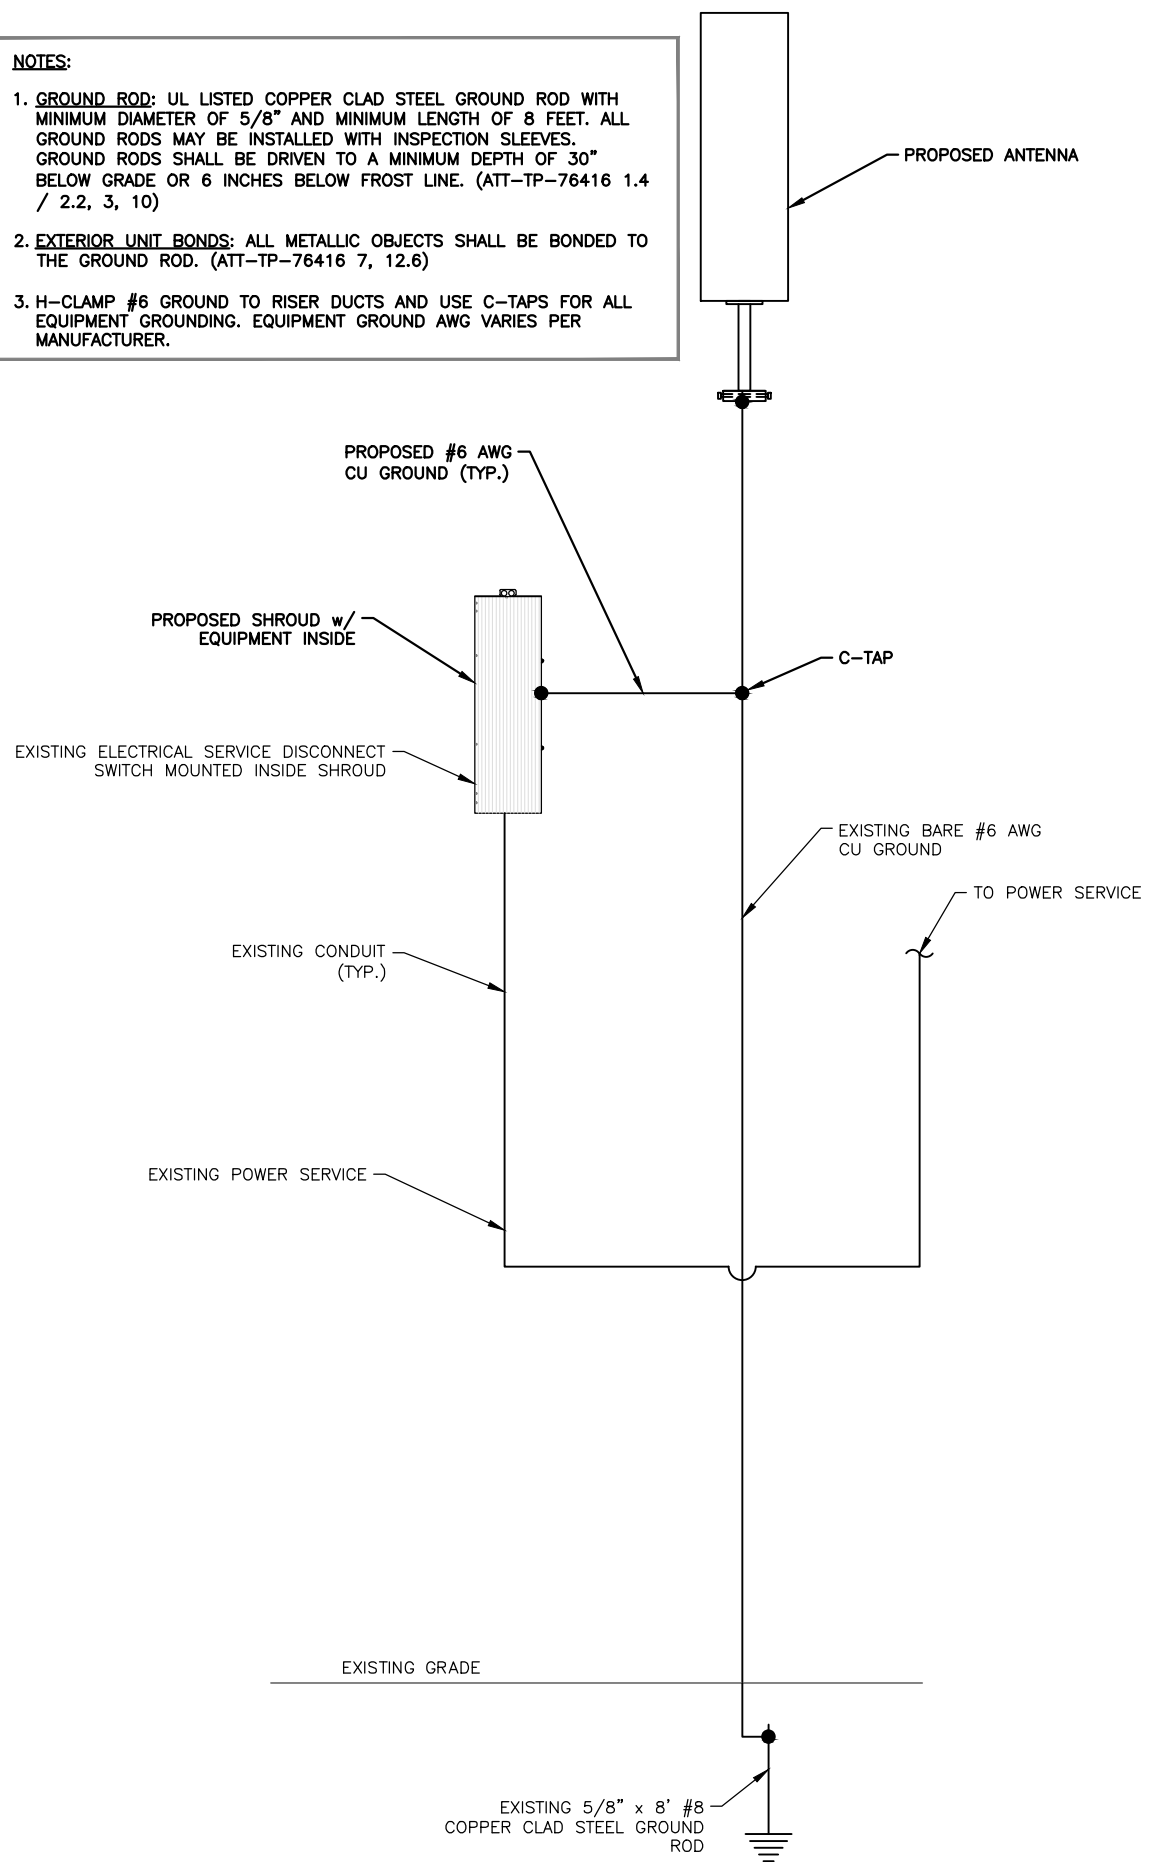 NOTES:
1. GROUND ROD: UL LISTED COPPER CLAD STEEL GROUND ROD WITH
MINIMUM DIAMETER OF 5/8" AND MINIMUM LENGTH OF 8 FEET. ALL
GROUND RODS MAY BE INSTALLED WITH INSPECTION SLEEVES.
GROUND RODS SHALL BE DRIVEN TO A MINIMUM DEPTH OF 30"
BELOW GRADE OR 6 INCHES BELOW FROST LINE. (ATT-TP-76416 1.4
/ 2.2, 3, 10)
2. EXTERIOR UNIT BONDS: ALL METALLIC OBJECTS SHALL BE BONDED TO
THE GROUND ROD. (ATT-TP-76416 7, 12.6)
3. H-CLAMP #6 GROUND TO RISER DUCTS AND USE C-TAPS FOR ALL
EQUIPMENT GROUNDING. EQUIPMENT GROUND AWG VARIES PER
MANUFACTURER.
PROPOSED ANTENNA
PROPOSED #6 AWG
CU GROUND (TYP.)
PROPOSED SHROUD w/
EQUIPMENT INSIDE
C-TAP
EXISTING ELECTRICAL SERVICE DISCONNECT
SWITCH MOUNTED INSIDE SHROUD
EXISTING BARE #6 AWG
CU GROUND
TO POWER SERVICE
EXISTING CONDUIT
(TYP.)
EXISTING POWER SERVICE
EXISTING GRADE
EXISTING 5/8" x 8' #8
COPPER CLAD STEEL GROUND
ROD